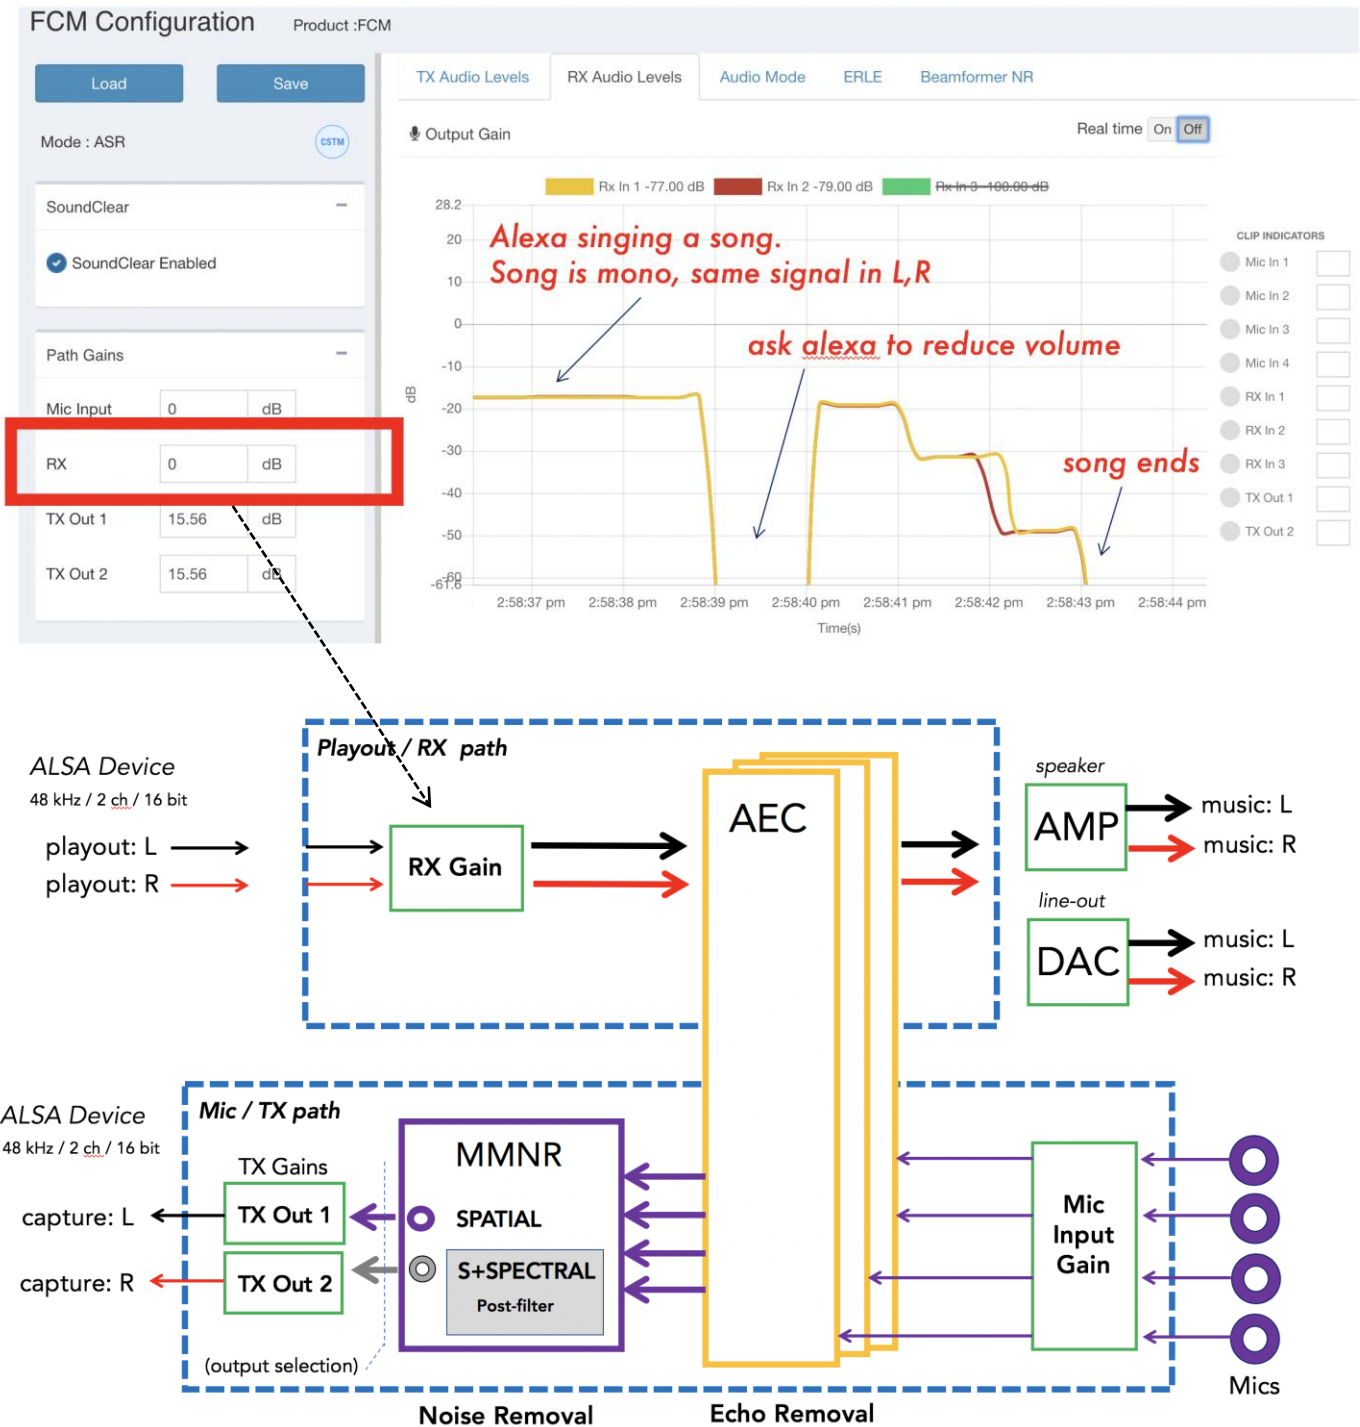 FCM Configuration Product :FCM
Load Save
Mode : ASR CSTM
SoundClear
SoundClear Enabled
Path Gains
Mic Input 0 dB
RX 0 dB
TX Out 1 15.56 dB
TX Out 2 15.56 dB
TX Audio Levels RX Audio Levels Audio Mode ERLE Beamformer NR
Output Gain
Real time On Off
Rx In 1 -77.00 dB Rx In 2 -79.00 dB Rx In 3 -100.00 dB
28.2
20
10
0
-10
-20
-30
-40
-50
-60
-61.6
dB
Alexa singing a song.
Song is mono, same signal in L,R
ask alexa to reduce volume
song ends
2:58:37 pm 2:58:38 pm 2:58:39 pm 2:58:40 pm 2:58:41 pm 2:58:42 pm 2:58:43 pm 2:58:44 pm
Time(s)
CLIP INDICATORS
Mic In 1
Mic In 2
Mic In 3
Mic In 4
RX In 1
RX In 2
RX In 3
TX Out 1
TX Out 2
Playout / RX path
ALSA Device
48 kHz / 2 ch / 16 bit
playout: L
playout: R
RX Gain
AEC
speaker
AMP
music: L
music: R
line-out
DAC
music: L
music: R
Mic / TX path
ALSA Device
48 kHz / 2 ch / 16 bit
TX Gains
capture: L
TX Out 1
capture: R
TX Out 2
(output selection)
MMNR
SPATIAL
S+SPECTRAL
Post-filter
Mic
Input
Gain
Mics
Noise Removal
Echo Removal